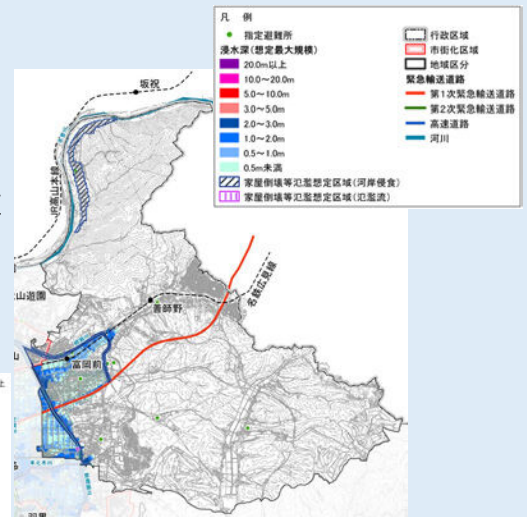 凡 例
指定避難所
浸水深(想定最大規模)
20.0m以上
10.0～20.0m
5.0～10.0m
3.0～5.0m
2.0～3.0m
1.0～2.0m
0.5～1.0m
0.5m未満
家屋倒壊等氾濫想定区域(河岸侵食)
家屋倒壊等氾濫想定区域(氾濫流)
行政区域
市街化区域
地域区分
緊急輸送道路
第1次緊急輸送道路
第2次緊急輸送道路
高速道路
河川
坂祝
JR高山本線
名鉄広見線
山遊園
善師野
富岡前
山
羽黒